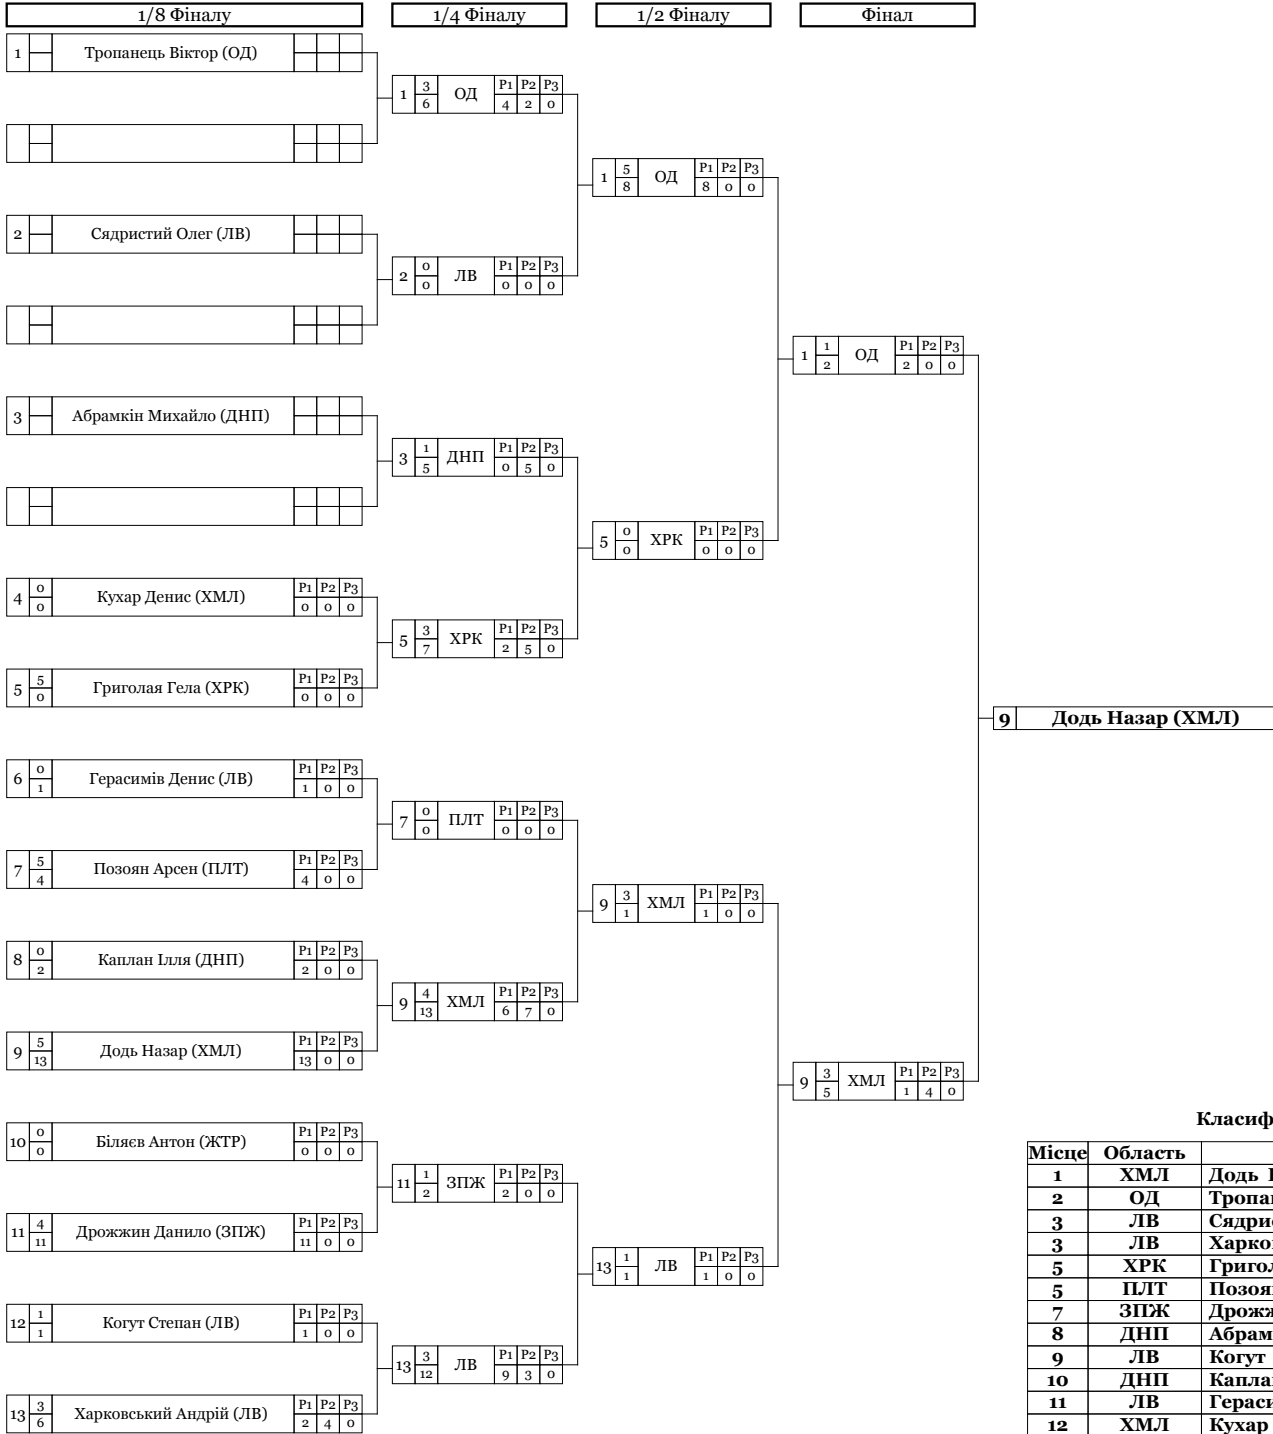 1/8 Фіналу 1/4 Фіналу 1/2 Фіналу Фінал
1 Тропанець Віктор (ОД)
1 3 6 ОД P1 P2 P3 4 2 0
1 5 8 ОД P1 P2 P3 8 0 0
2 Сядристий Олег (ЛВ)
2 0 0 ЛВ P1 P2 P3 0 0 0
1 1 2 ОД P1 P2 P3 2 0 0
3 Абрамкін Михайло (ДНП)
3 1 5 ДНП P1 P2 P3 0 5 0
5 0 0 ХРК P1 P2 P3 0 0 0
4 0 0 Кухар Денис (ХМЛ) P1 P2 P3 0 0 0
5 3 7 ХРК P1 P2 P3 2 5 0
5 5 0 Григолая Гела (ХРК) P1 P2 P3 0 0 0
9 Додь Назар (ХМЛ)
6 0 1 Герасимів Денис (ЛВ) P1 P2 P3 1 0 0
7 0 0 ПЛТ P1 P2 P3 0 0 0
7 5 4 Позоян Арсен (ПЛТ) P1 P2 P3 4 0 0
9 3 1 ХМЛ P1 P2 P3 1 0 0
8 0 2 Каплан Ілля (ДНП) P1 P2 P3 2 0 0
9 4 13 ХМЛ P1 P2 P3 6 7 0
9 5 13 Додь Назар (ХМЛ) P1 P2 P3 13 0 0
9 3 5 ХМЛ P1 P2 P3 1 4 0
10 0 0 Біляєв Антон (ЖТР) P1 P2 P3 0 0 0
11 1 2 ЗПЖ P1 P2 P3 2 0 0
11 4 11 Дрожжин Данило (ЗПЖ) P1 P2 P3 11 0 0
13 1 1 ЛВ P1 P2 P3 1 0 0
12 1 1 Когут Степан (ЛВ) P1 P2 P3 1 0 0
13 3 12 ЛВ P1 P2 P3 9 3 0
13 3 6 Харковський Андрій (ЛВ) P1 P2 P3 2 4 0
Класиф
Місце Область
1 ХМЛ Додь
2 ОД Тропан
3 ЛВ Сядрис
3 ЛВ Харко
5 ХРК Григол
5 ПЛТ Позоян
7 ЗПЖ Дрожж
8 ДНП Абрам
9 ЛВ Когут
10 ДНП Каплан
11 ЛВ Гераси
12 ХМЛ Кухар